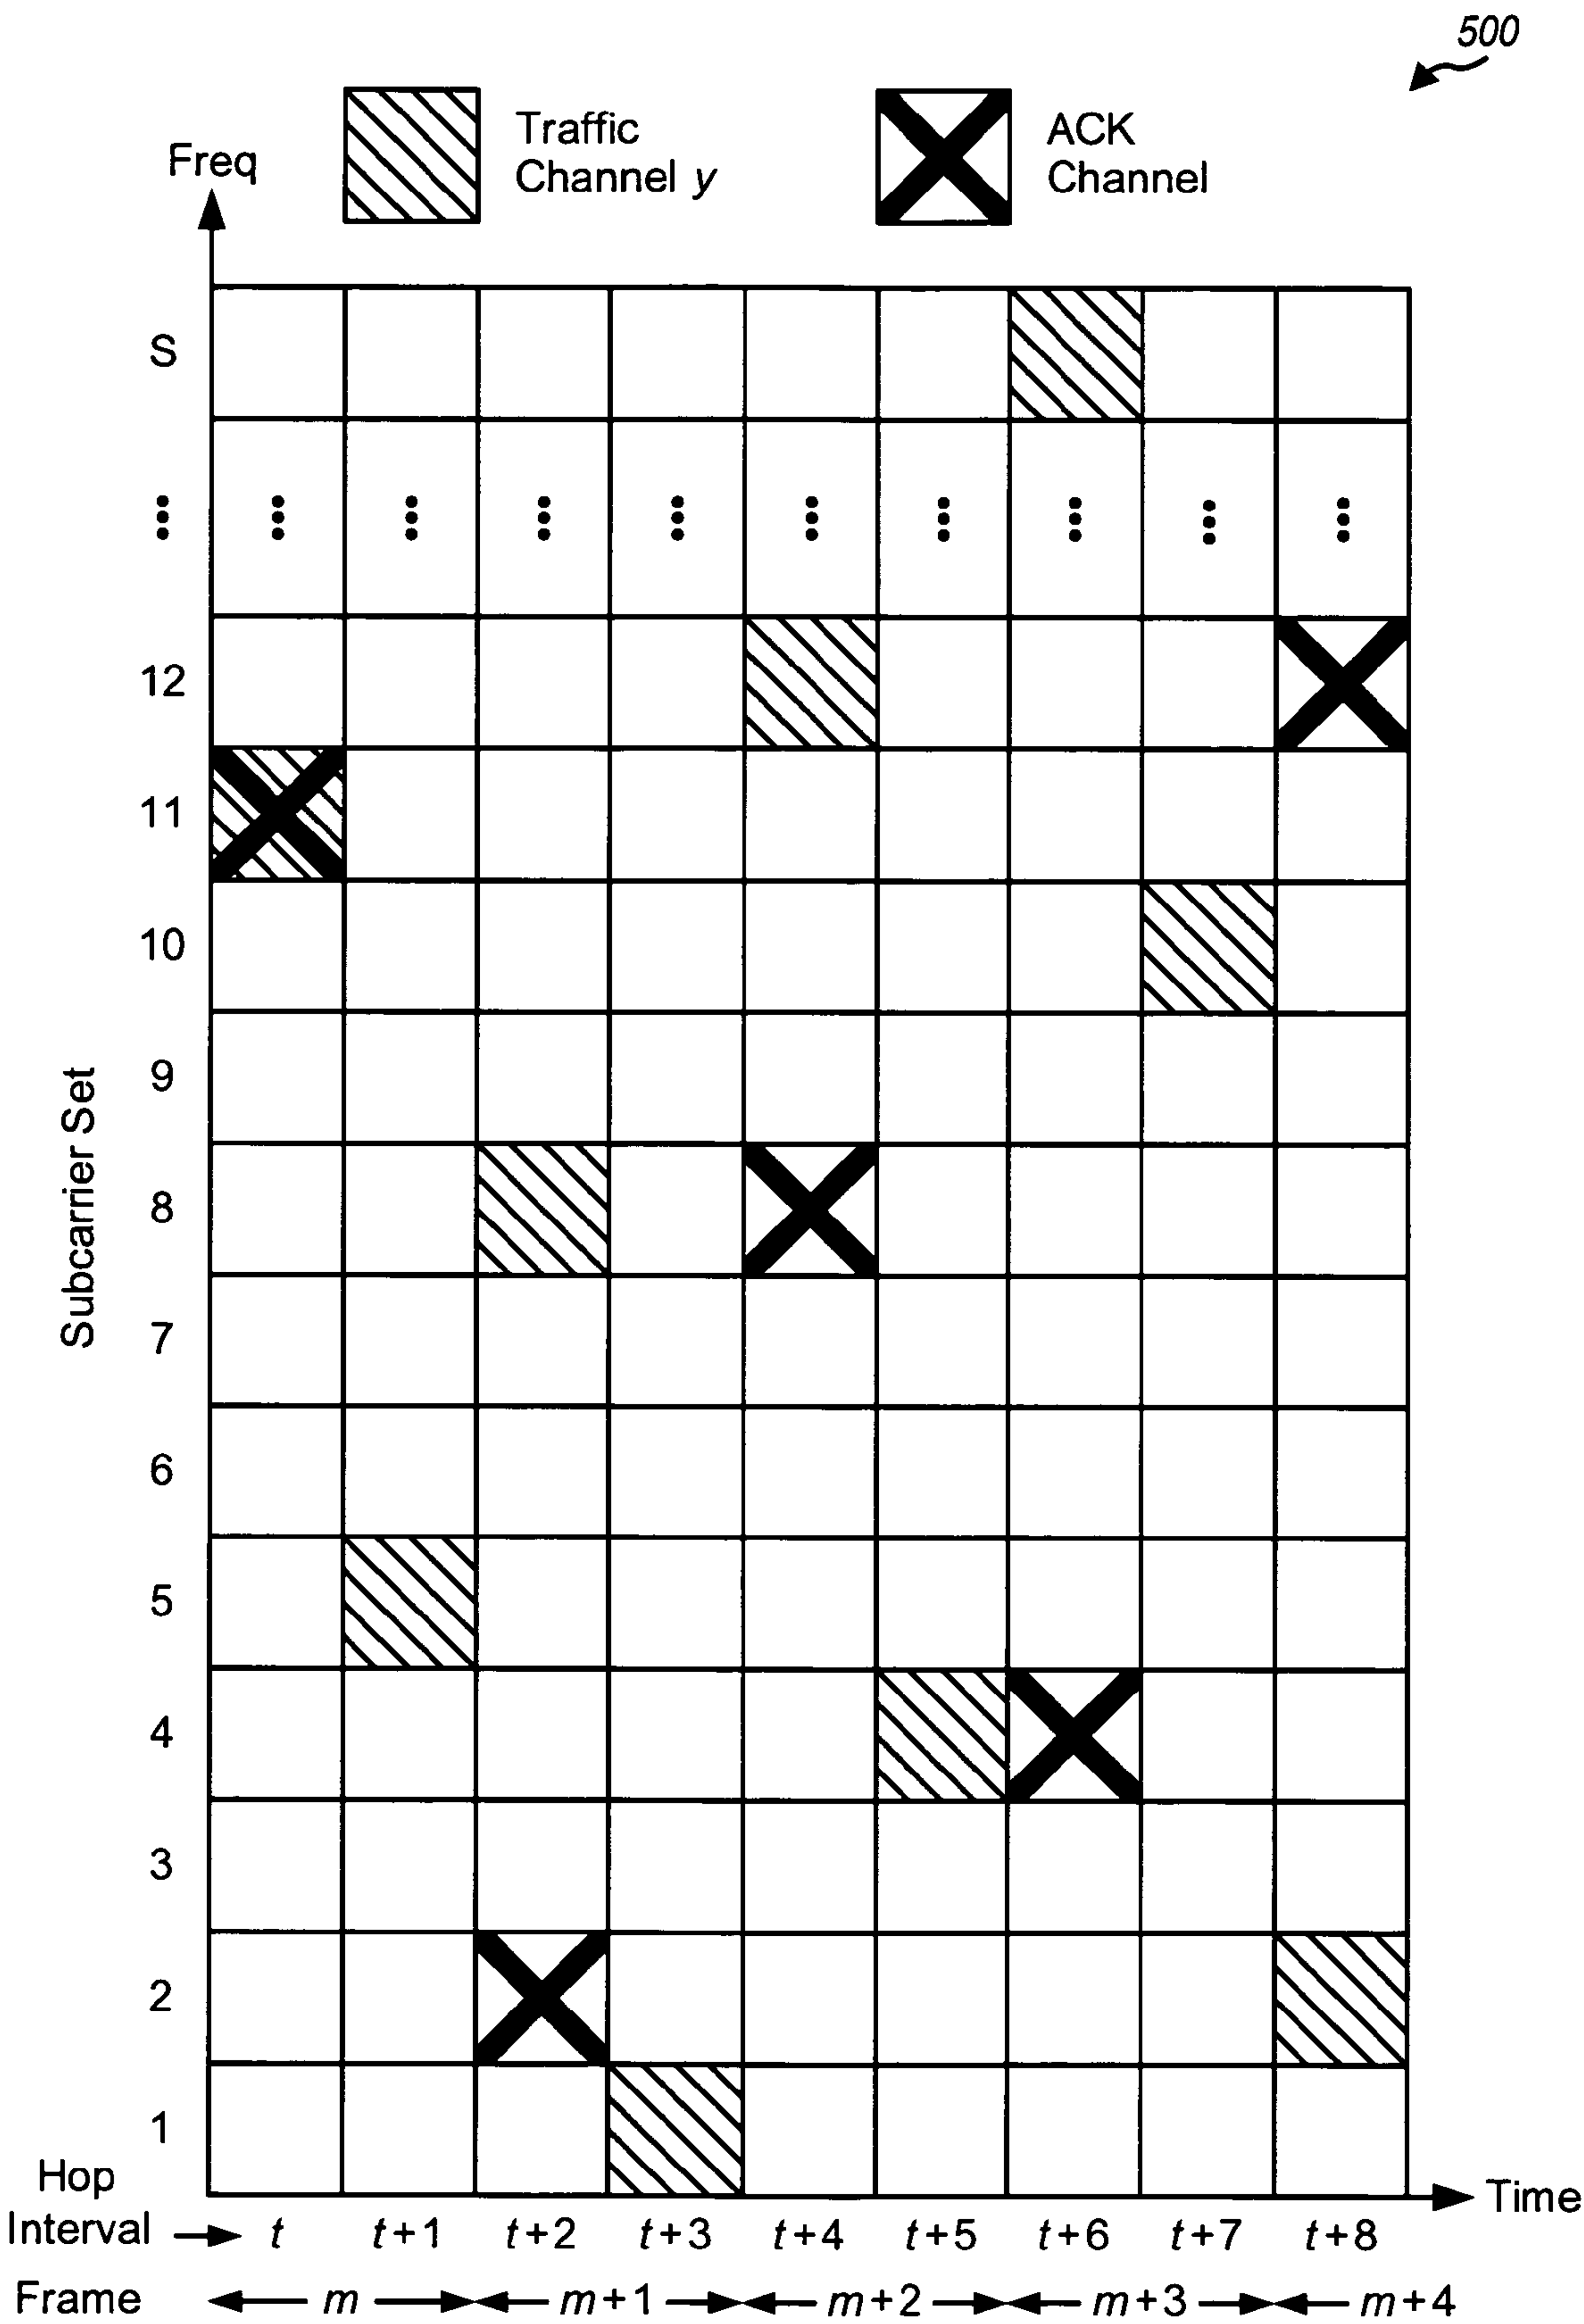 500
Traffic
Channel y
ACK
Channel
Freq
S
12
11
10
9
8
7
6
5
4
3
2
1
Subcarrier Set
Hop
Interval
t t+1 t+2 t+3 t+4 t+5 t+6 t+7 t+8
Time
Frame m m+1 m+2 m+3 m+4